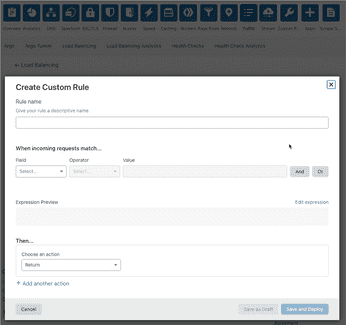 Overview Analytics DNS Spectrum SSL/TLS Firewall Access Speed Caching Workers Page Rules Network Traffic Stream Custom P... Apps Scrape S...
Argo Argo Tunnel Load Balancing Load Balancing Analytics Health Checks Health Check Analytics
← Load Balancing
Create Custom Rule
Rule name
Give your rule a descriptive name
When incoming requests match...
Field Operator Value
Select... Select... And Or
Expression Preview Edit expression
Then...
Choose an action
Return
+ Add another action
Cancel Save as Draft Save and Deploy